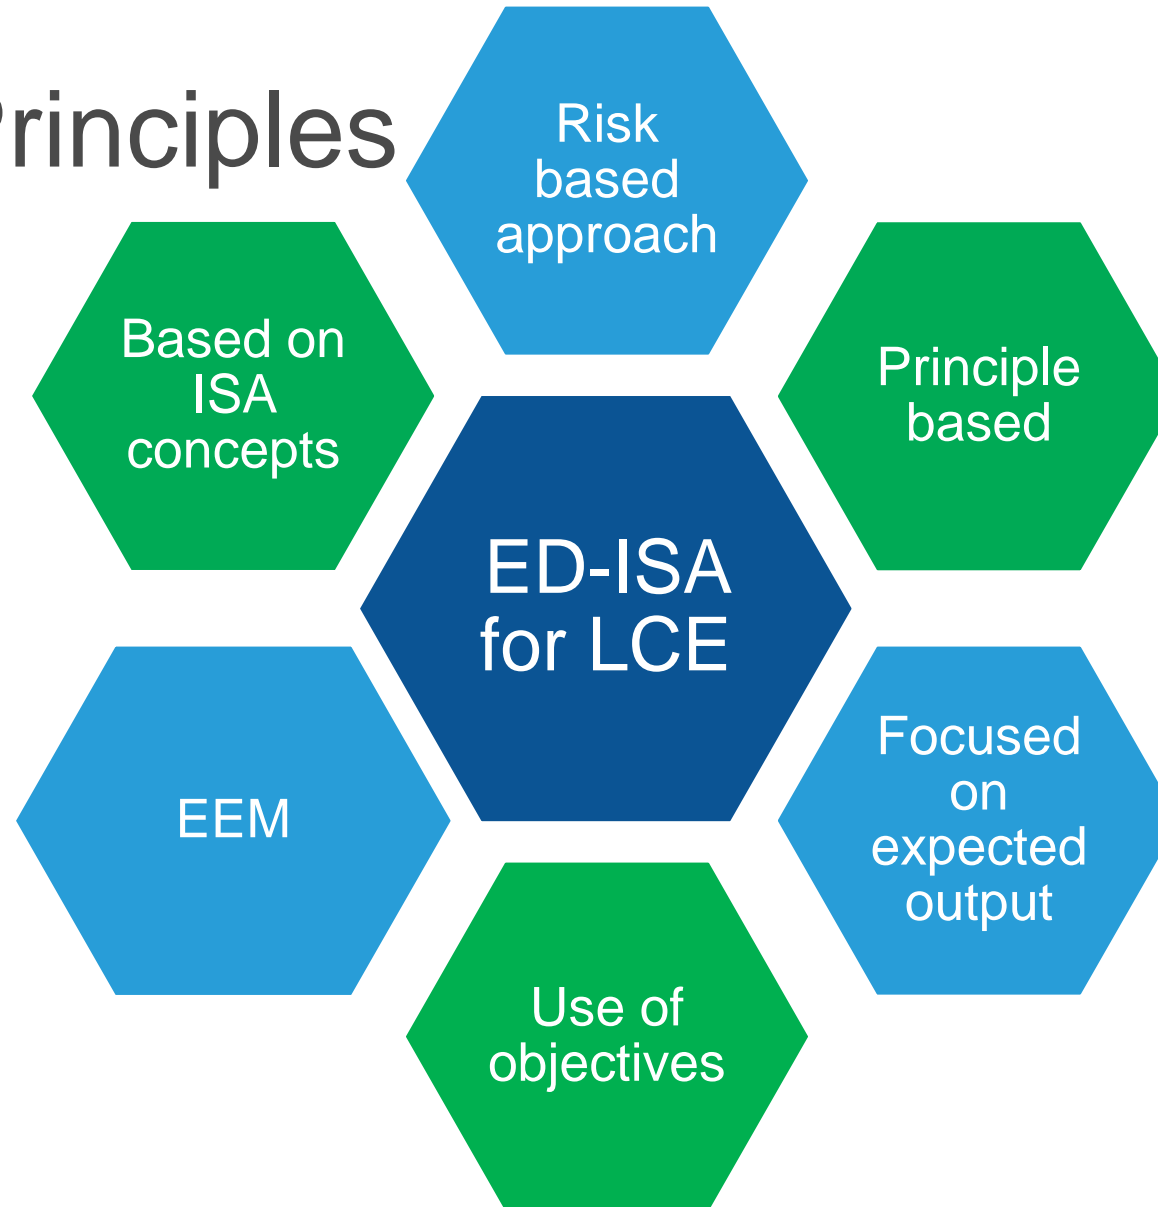 Principles
Risk
based
approach
Based on
ISA
concepts
Principle
based
ED-ISA
for LCE
EEM
Focused
on
expected
output
Use of
objectives